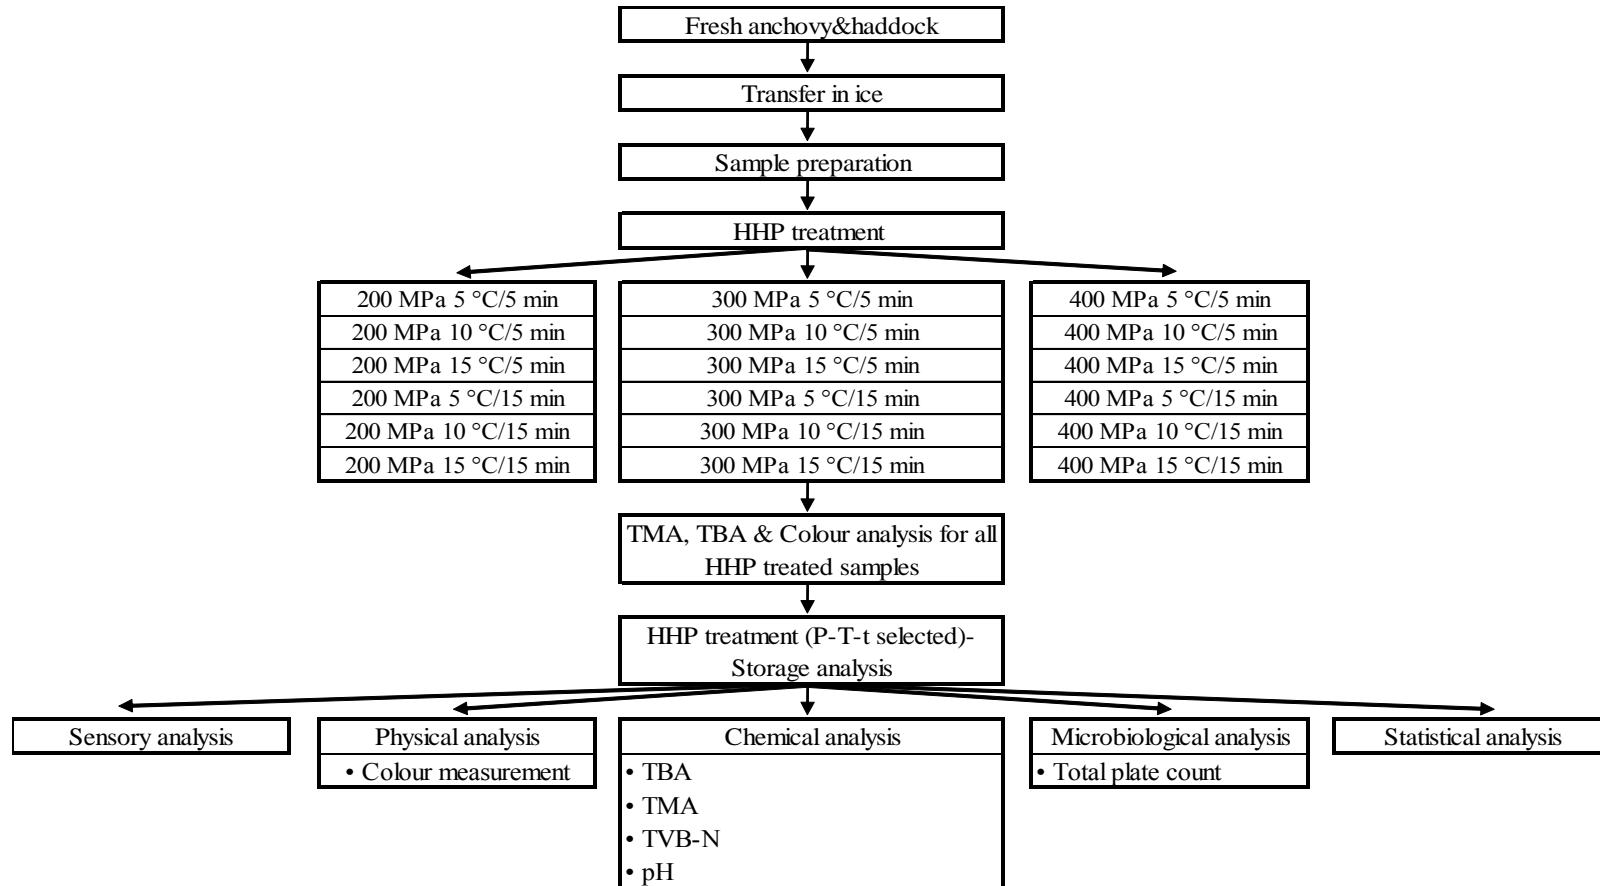 Fresh anchovy&haddock
Transfer in ice
Sample preparation
HHP treatment
200 MPa 5 °C/5 min
200 MPa 10 °C/5 min
200 MPa 15 °C/5 min
200 MPa 5 °C/15 min
200 MPa 10 °C/15 min
200 MPa 15 °C/15 min
300 MPa 5 °C/5 min
300 MPa 10 °C/5 min
300 MPa 15 °C/5 min
300 MPa 5 °C/15 min
300 MPa 10 °C/15 min
300 MPa 15 °C/15 min
400 MPa 5 °C/5 min
400 MPa 10 °C/5 min
400 MPa 15 °C/5 min
400 MPa 5 °C/15 min
400 MPa 10 °C/15 min
400 MPa 15 °C/15 min
TMA, TBA & Colour analysis for all
HHP treated samples
HHP treatment (P-T-t selected)-
Storage analysis
Sensory analysis
Physical analysis
• Colour measurement
Chemical analysis
• TBA
• TMA
• TVB-N
• pH
Microbiological analysis
• Total plate count
Statistical analysis